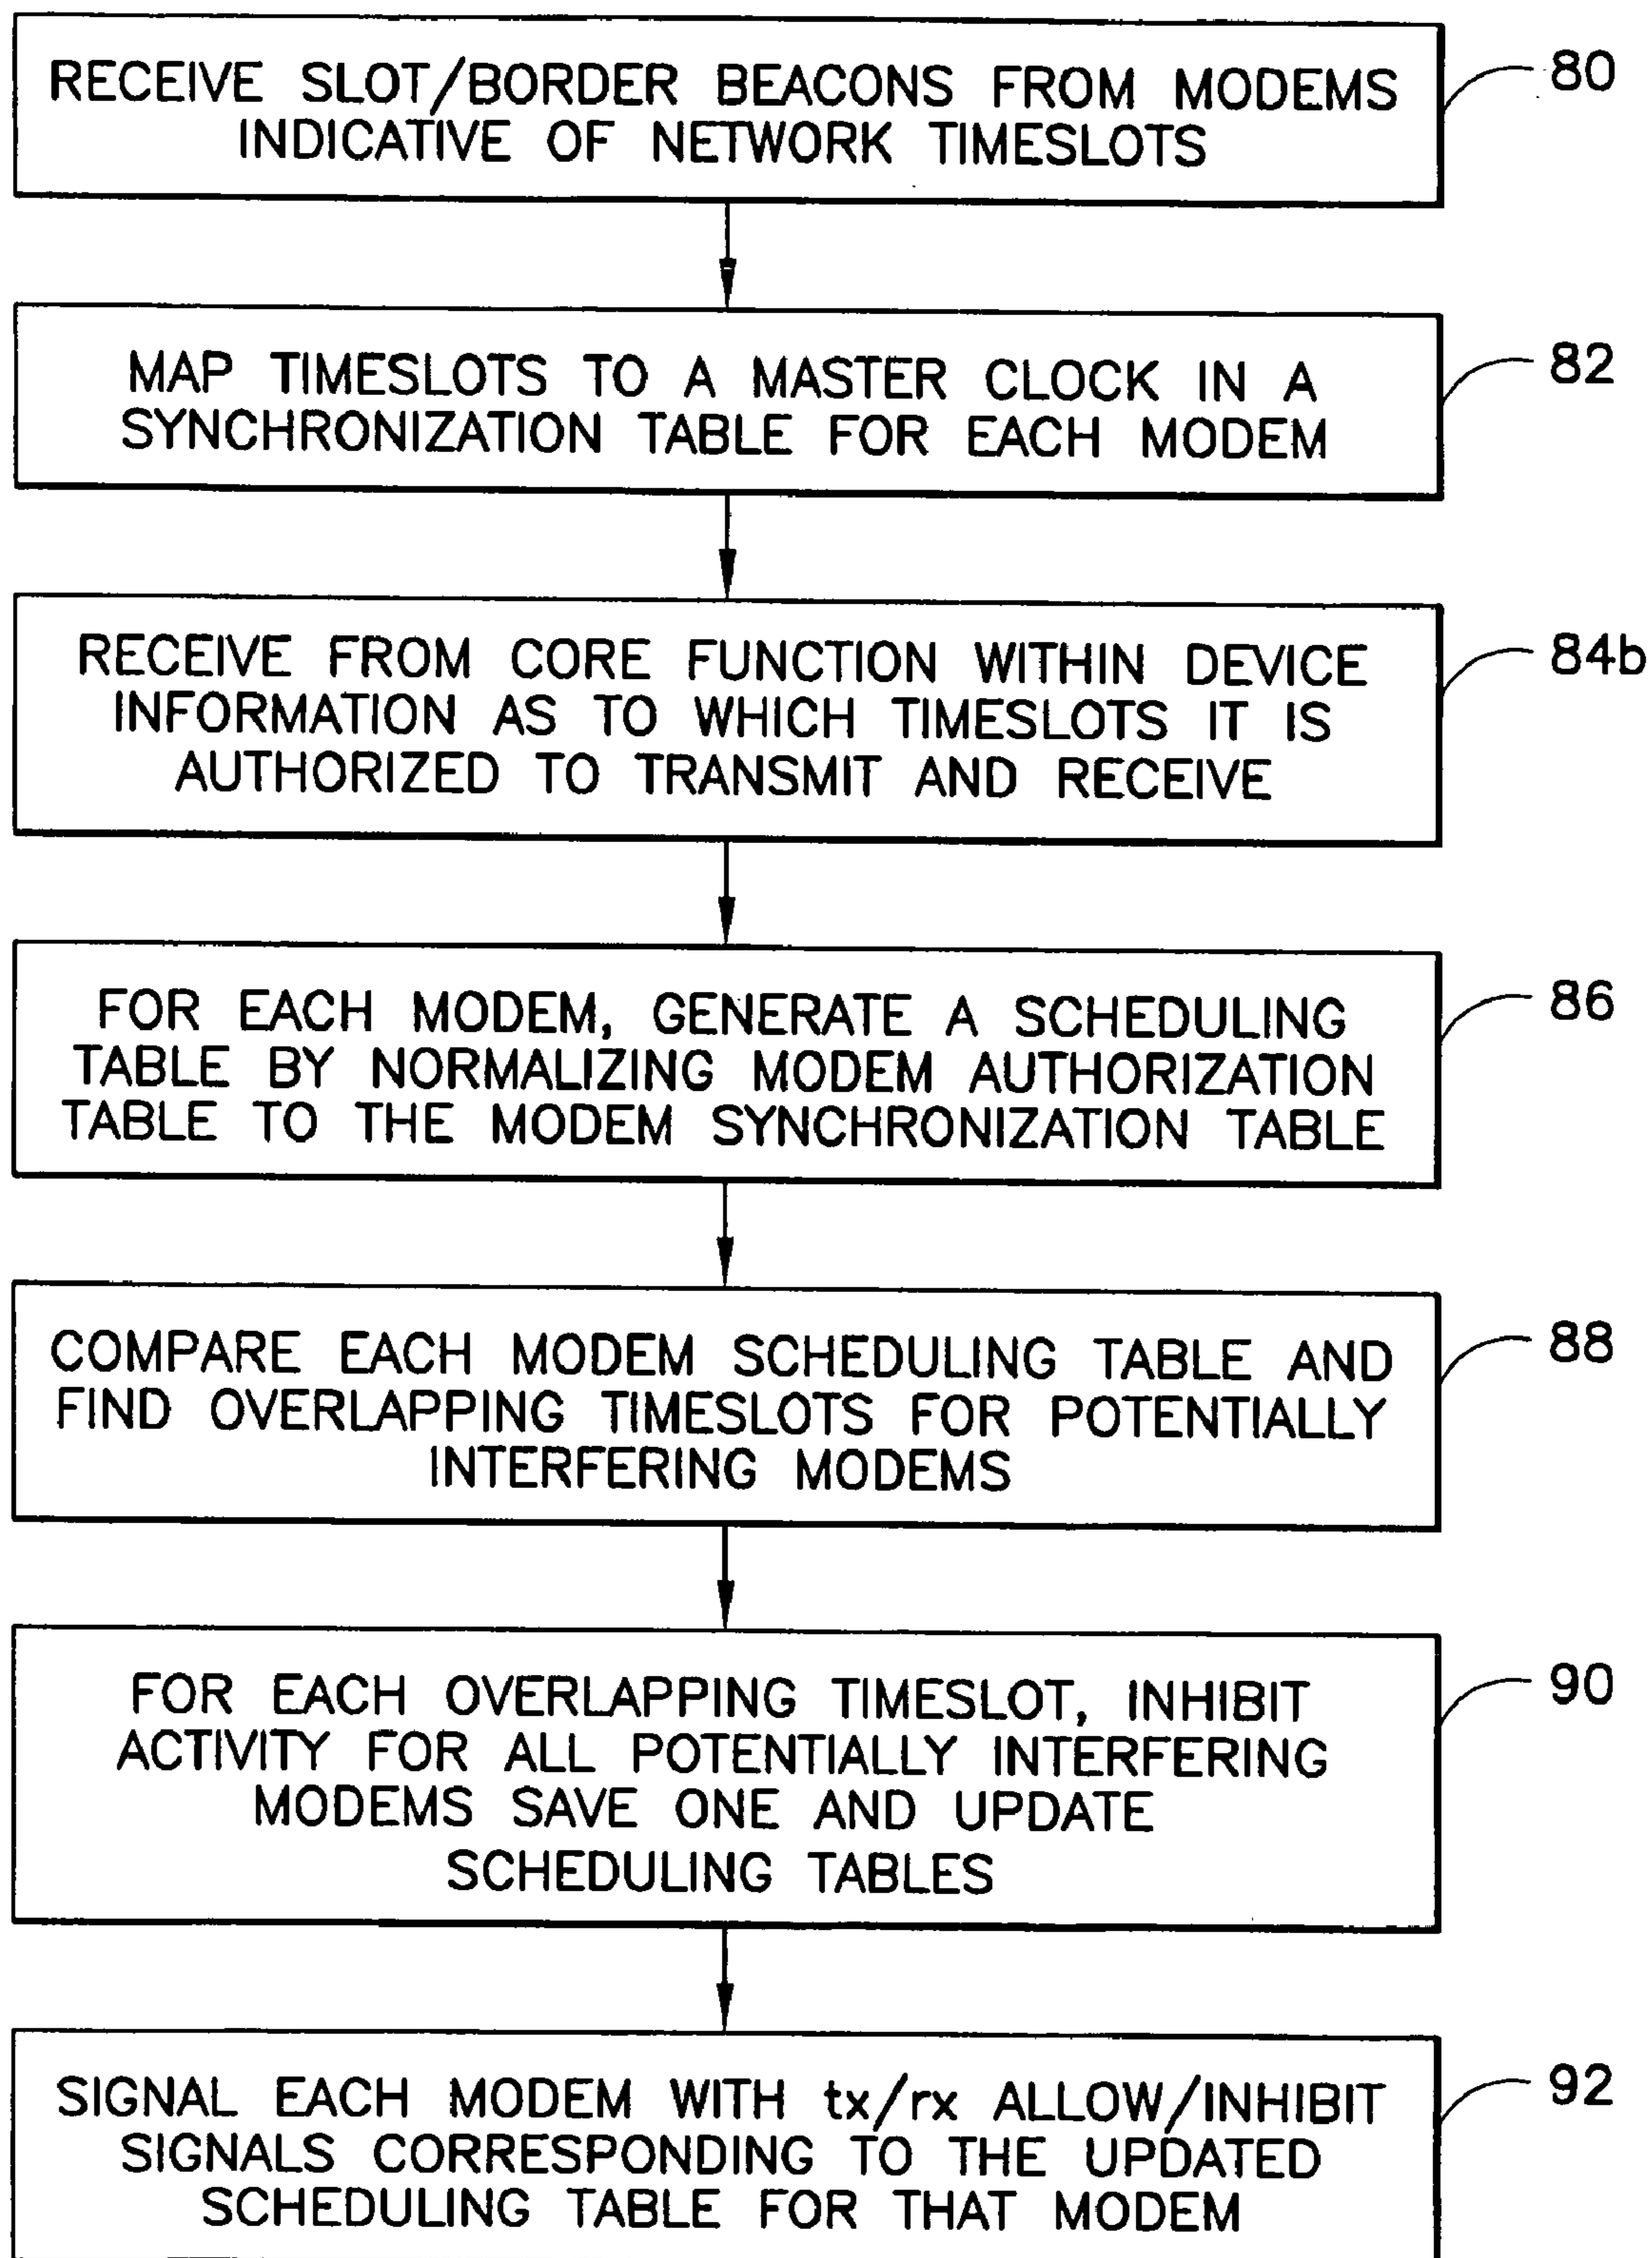 RECEIVE SLOT/BORDER BEACONS FROM MODEMS
INDICATIVE OF NETWORK TIMESLOTS
80
MAP TIMESLOTS TO A MASTER CLOCK IN A
SYNCHRONIZATION TABLE FOR EACH MODEM
82
RECEIVE FROM CORE FUNCTION WITHIN DEVICE
INFORMATION AS TO WHICH TIMESLOTS IT IS
AUTHORIZED TO TRANSMIT AND RECEIVE
84b
FOR EACH MODEM, GENERATE A SCHEDULING
TABLE BY NORMALIZING MODEM AUTHORIZATION
TABLE TO THE MODEM SYNCHRONIZATION TABLE
86
COMPARE EACH MODEM SCHEDULING TABLE AND
FIND OVERLAPPING TIMESLOTS FOR POTENTIALLY
INTERFERING MODEMS
88
FOR EACH OVERLAPPING TIMESLOT, INHIBIT
ACTIVITY FOR ALL POTENTIALLY INTERFERING
MODEMS SAVE ONE AND UPDATE
SCHEDULING TABLES
90
SIGNAL EACH MODEM WITH tx/rx ALLOW/INHIBIT
SIGNALS CORRESPONDING TO THE UPDATED
SCHEDULING TABLE FOR THAT MODEM
92